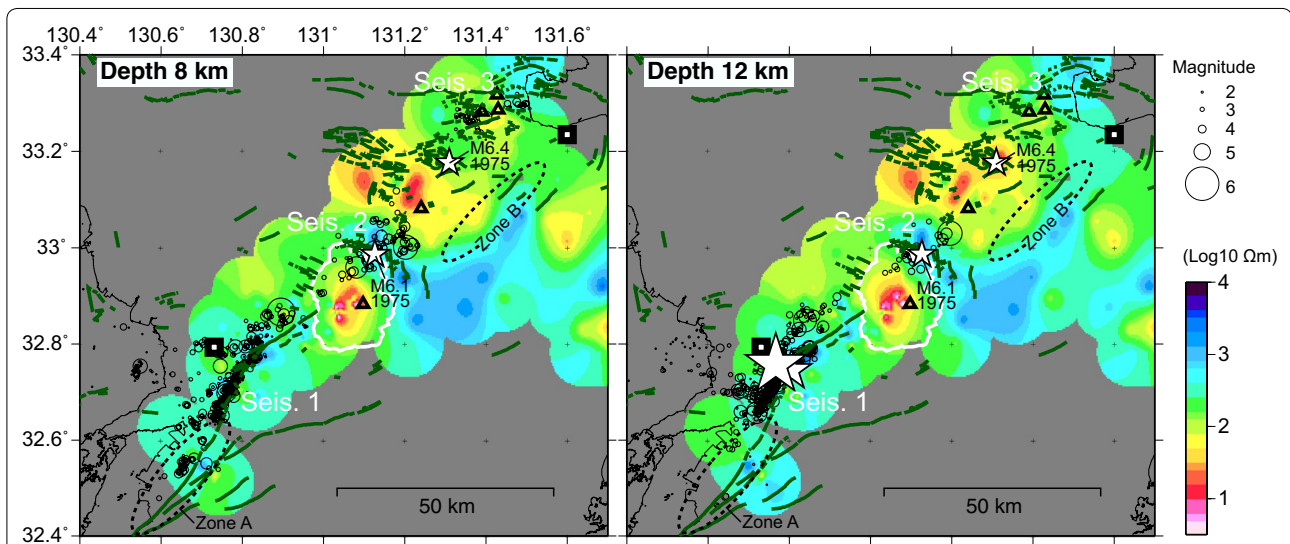 130.4˚ 130.6˚ 130.8˚ 131˚ 131.2˚ 131.4˚ 131.6˚
33.4˚
33.2˚
33˚
32.8˚
32.6˚
32.4˚
Depth 8 km
Seis. 3
M6.4
1975
Zone B
Seis. 2
M6.1
1975
Seis. 1
50 km
Zone A
Depth 12 km
Seis. 3
M6.4
1975
Zone B
Seis. 2
M6.1
1975
Seis. 1
50 km
Zone A
Magnitude
2
3
4
5
6
(Log10 Ωm)
4
3
2
1